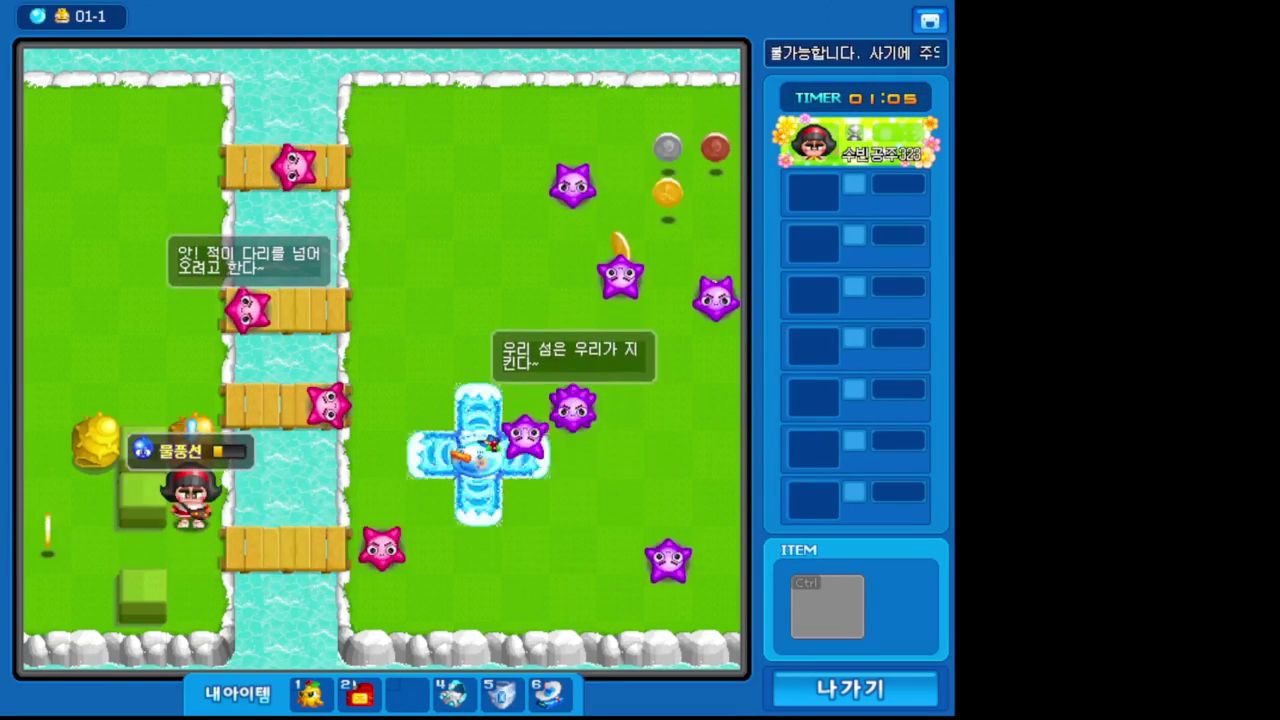 01-1
불가능합니다. 사기에 주의
TIMER 01:05
수빈공주023
앗! 적이 다리를 넘어
오려고 한다~
우리 섬은 우리가 지
킨다~
물풍선
ITEM
Ctrl
내아이템
1
2
4
5
6
나가기